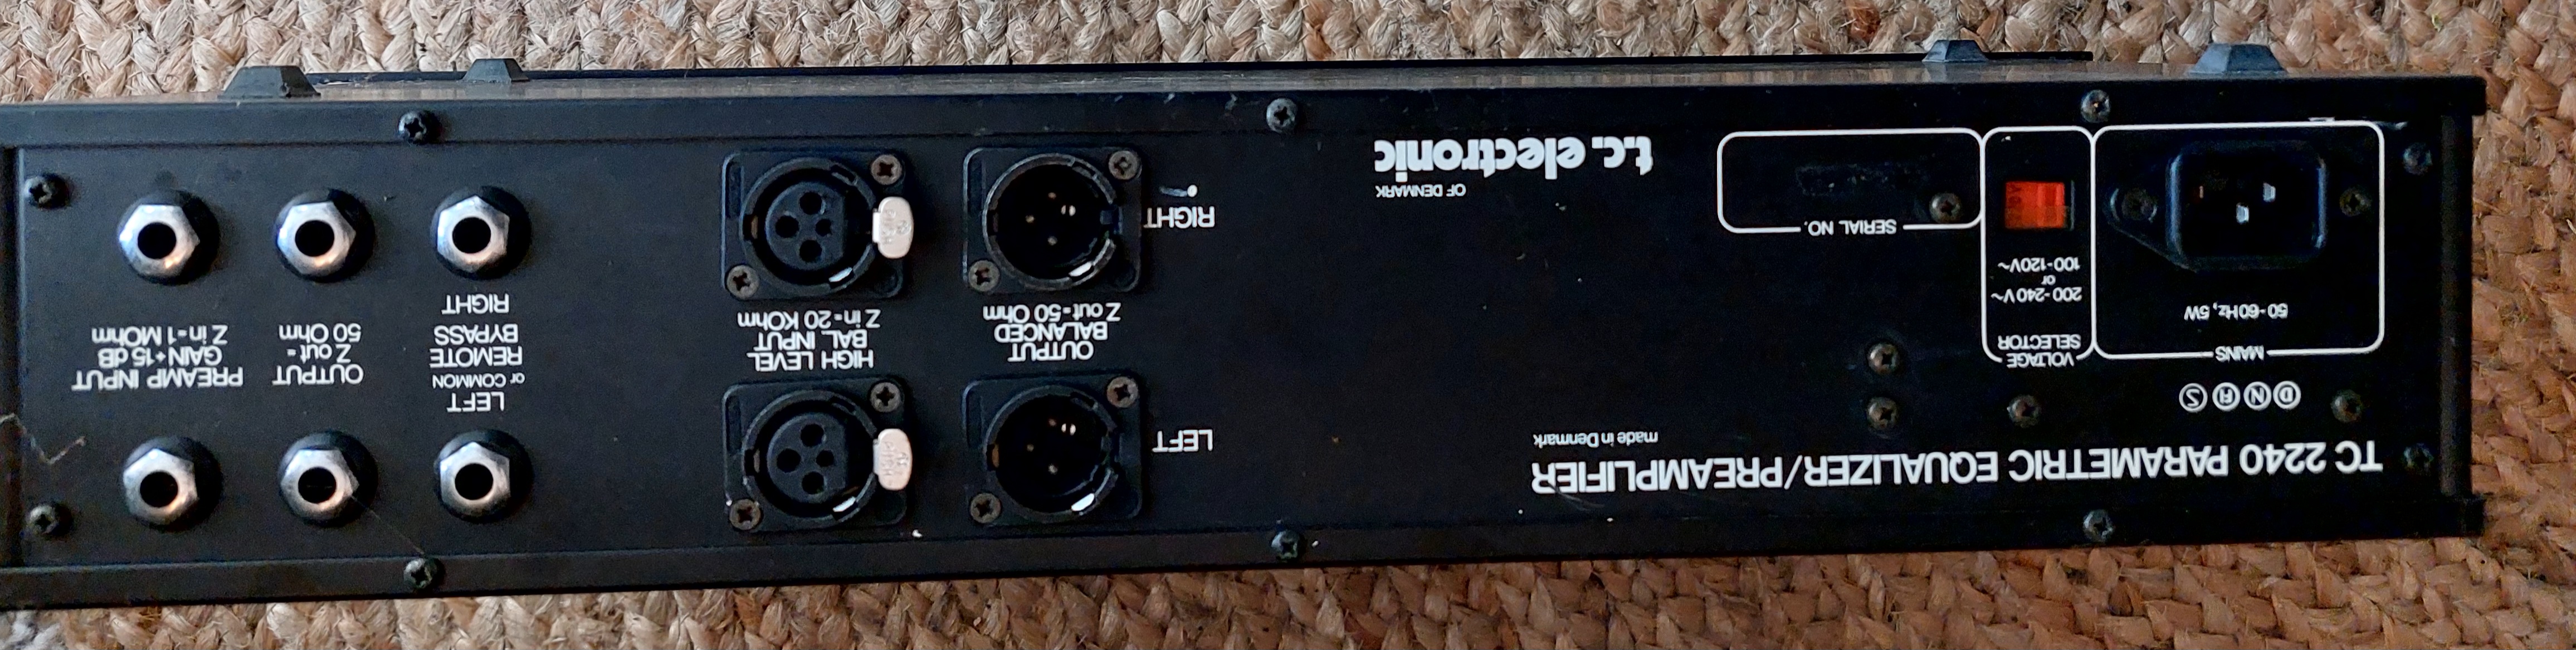 TC 2240 PARAMETRIC EQUALIZER/PREAMPLIFIER
made in Denmark
D N A S
MAINS
50-60Hz, 5W
VOLTAGE
SELECTOR
200-240V~
or
100-120V~
SERIAL NO.
t.c. electronic
OF DENMARK
LEFT
OUTPUT
BALANCED
Z out=50 Ohm
RIGHT
HIGH LEVEL
BAL INPUT
Z in=20 KOhm
PUSH
PUSH
LEFT
or COMMON
REMOTE
BYPASS
RIGHT
OUTPUT
Z out=
50 Ohm
PREAMP INPUT
GAIN+15 dB
Z in=1 MOhm